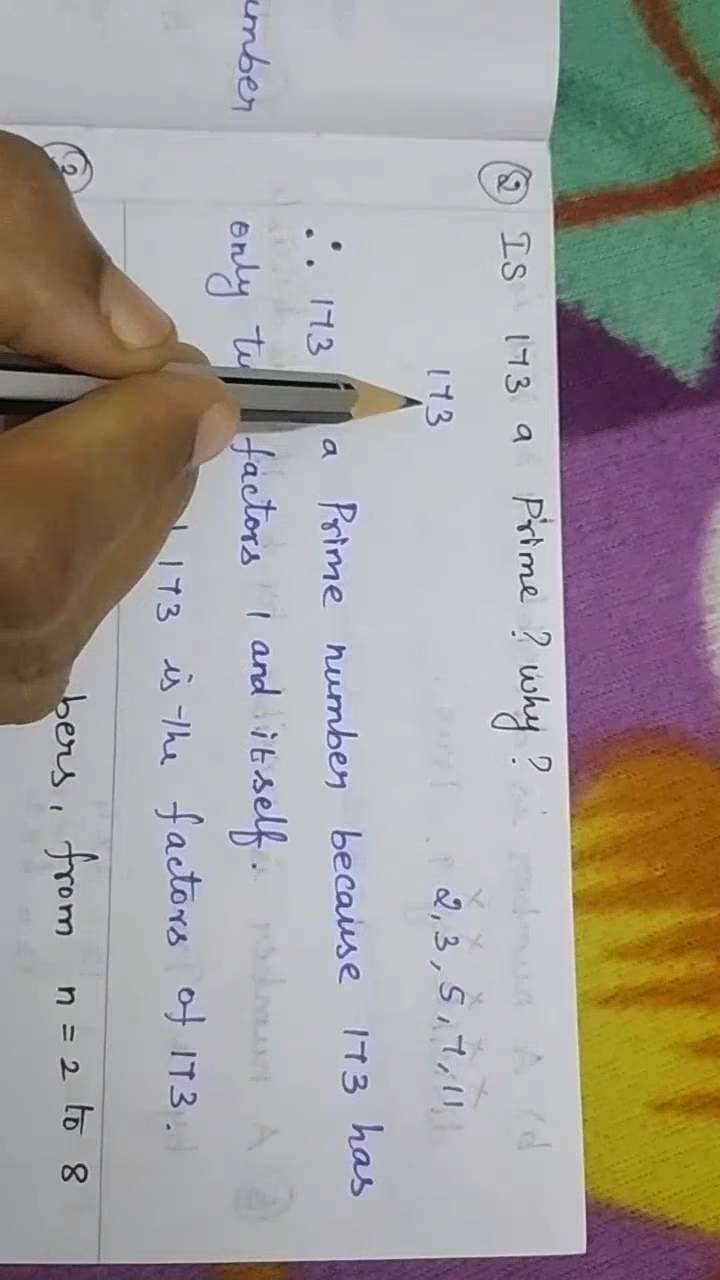 umber
② Is 173 a Prime? why?
173 2, 3, 5, 7, 11,
∴ 173 a Prime number because 173 has
only factors 1 and itself.
173 is the factors of 173.
bers, from n = 2 to 8